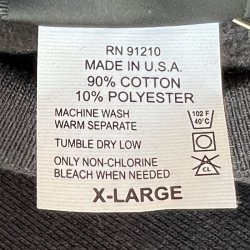 RN 91210
MADE IN U.S.A.
90% COTTON
10% POLYESTER
MACHINE WASH
WARM SEPARATE
102 F
40°C
TUMBLE DRY LOW
ONLY NON-CHLORINE
BLEACH WHEN NEEDED
CL
X-LARGE